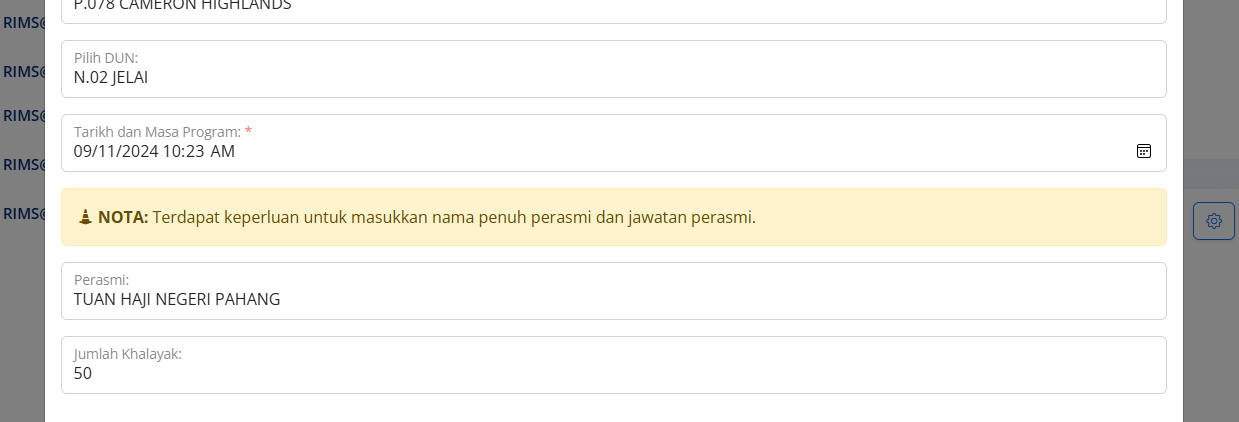 P.078 CAMERON HIGHLANDS
RIMS@
Pilih DUN:
N.02 JELAI
RIMS@
RIMS@
Tarikh dan Masa Program: *
09/11/2024 10:23 AM
RIMS@
NOTA: Terdapat keperluan untuk masukkan nama penuh perasmi dan jawatan perasmi.
RIMS@
Perasmi:
TUAN HAJI NEGERI PAHANG
Jumlah Khalayak:
50